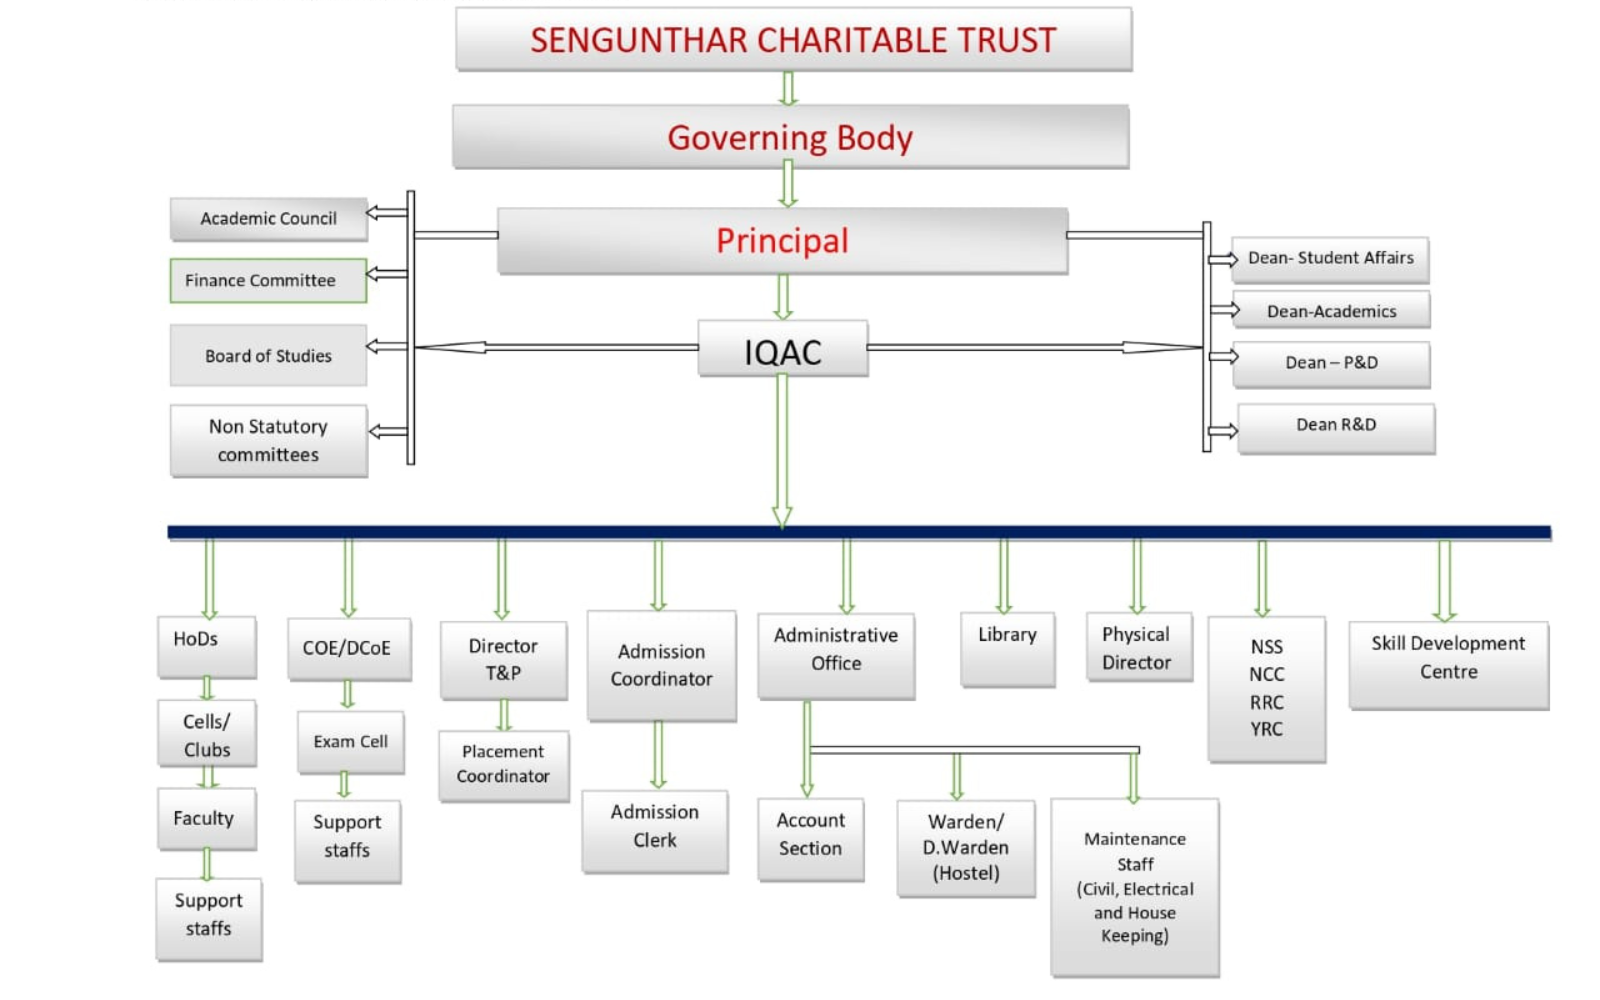 SENGUNTHAR CHARITABLE TRUST
Governing Body
Principal
IQAC
Academic Council
Finance Committee
Board of Studies
Non Statutory
committees
Dean- Student Affairs
Dean-Academics
Dean – P&D
Dean R&D
HoDs
Cells/
Clubs
Faculty
Support
staffs
COE/DCoE
Exam Cell
Support
staffs
Director
T&P
Placement
Coordinator
Admission
Coordinator
Admission
Clerk
Administrative
Office
Account
Section
Warden/
D.Warden
(Hostel)
Maintenance
Staff
(Civil, Electrical
and House
Keeping)
Library
Physical
Director
NSS
NCC
RRC
YRC
Skill Development
Centre